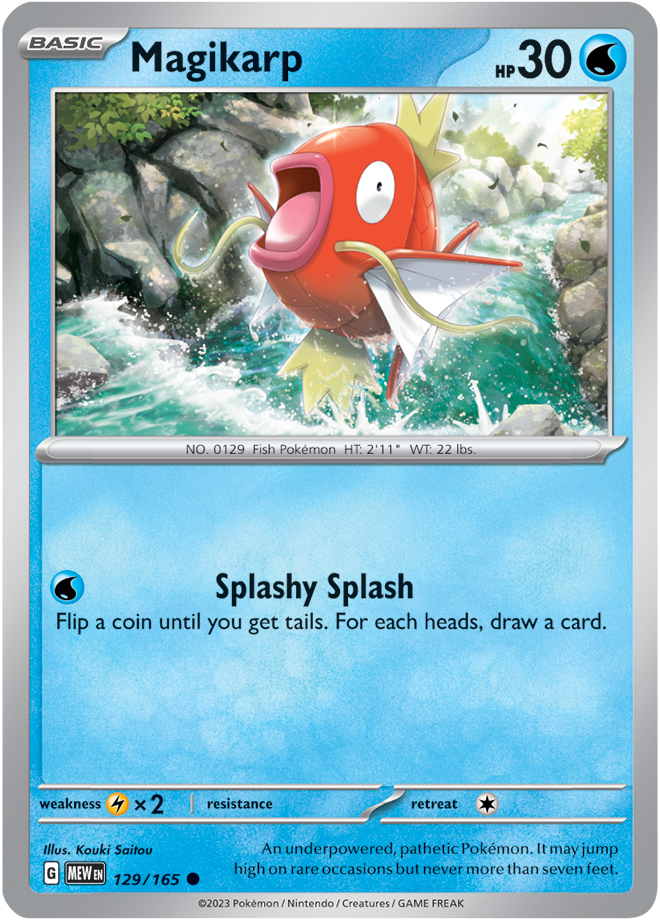 BASIC Magikarp HP 30
NO. 0129 Fish Pokémon HT: 2'11" WT: 22 lbs.
Splashy Splash
Flip a coin until you get tails. For each heads, draw a card.
weakness ×2 resistance retreat
Illus. Kouki Saitou
An underpowered, pathetic Pokémon. It may jump
high on rare occasions but never more than seven feet.
G MEW EN 129/165
©2023 Pokémon / Nintendo / Creatures / GAME FREAK